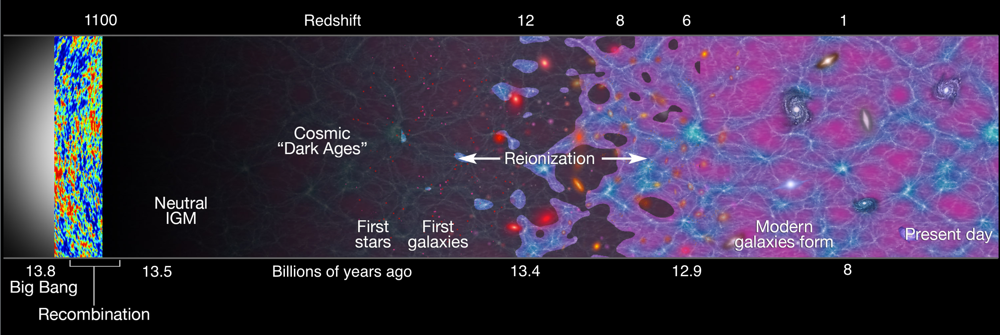 1100 Redshift 12 8 6 1
Cosmic
“Dark Ages”
Reionization
Neutral
IGM
First
stars
First
galaxies
Modern
galaxies form
Present day
13.8 13.5 Billions of years ago 13.4 12.9 8
Big Bang
Recombination